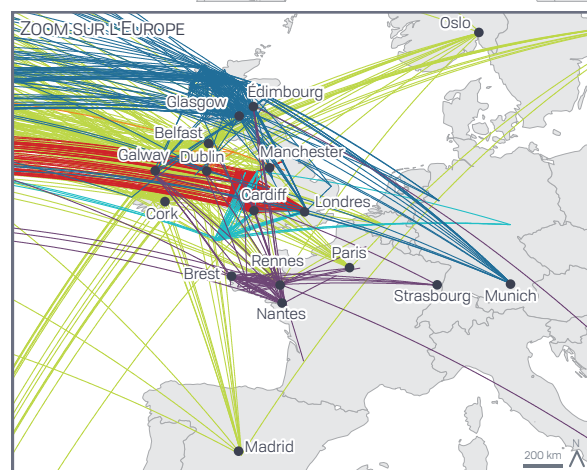 ZOOM SUR L'EUROPE
Oslo
Édimbourg
Glasgow
Belfast
Galway
Dublin
Manchester
Cardiff
Cork
Londres
Rennes
Paris
Brest
Strasbourg
Munich
Nantes
Madrid
200 km
N